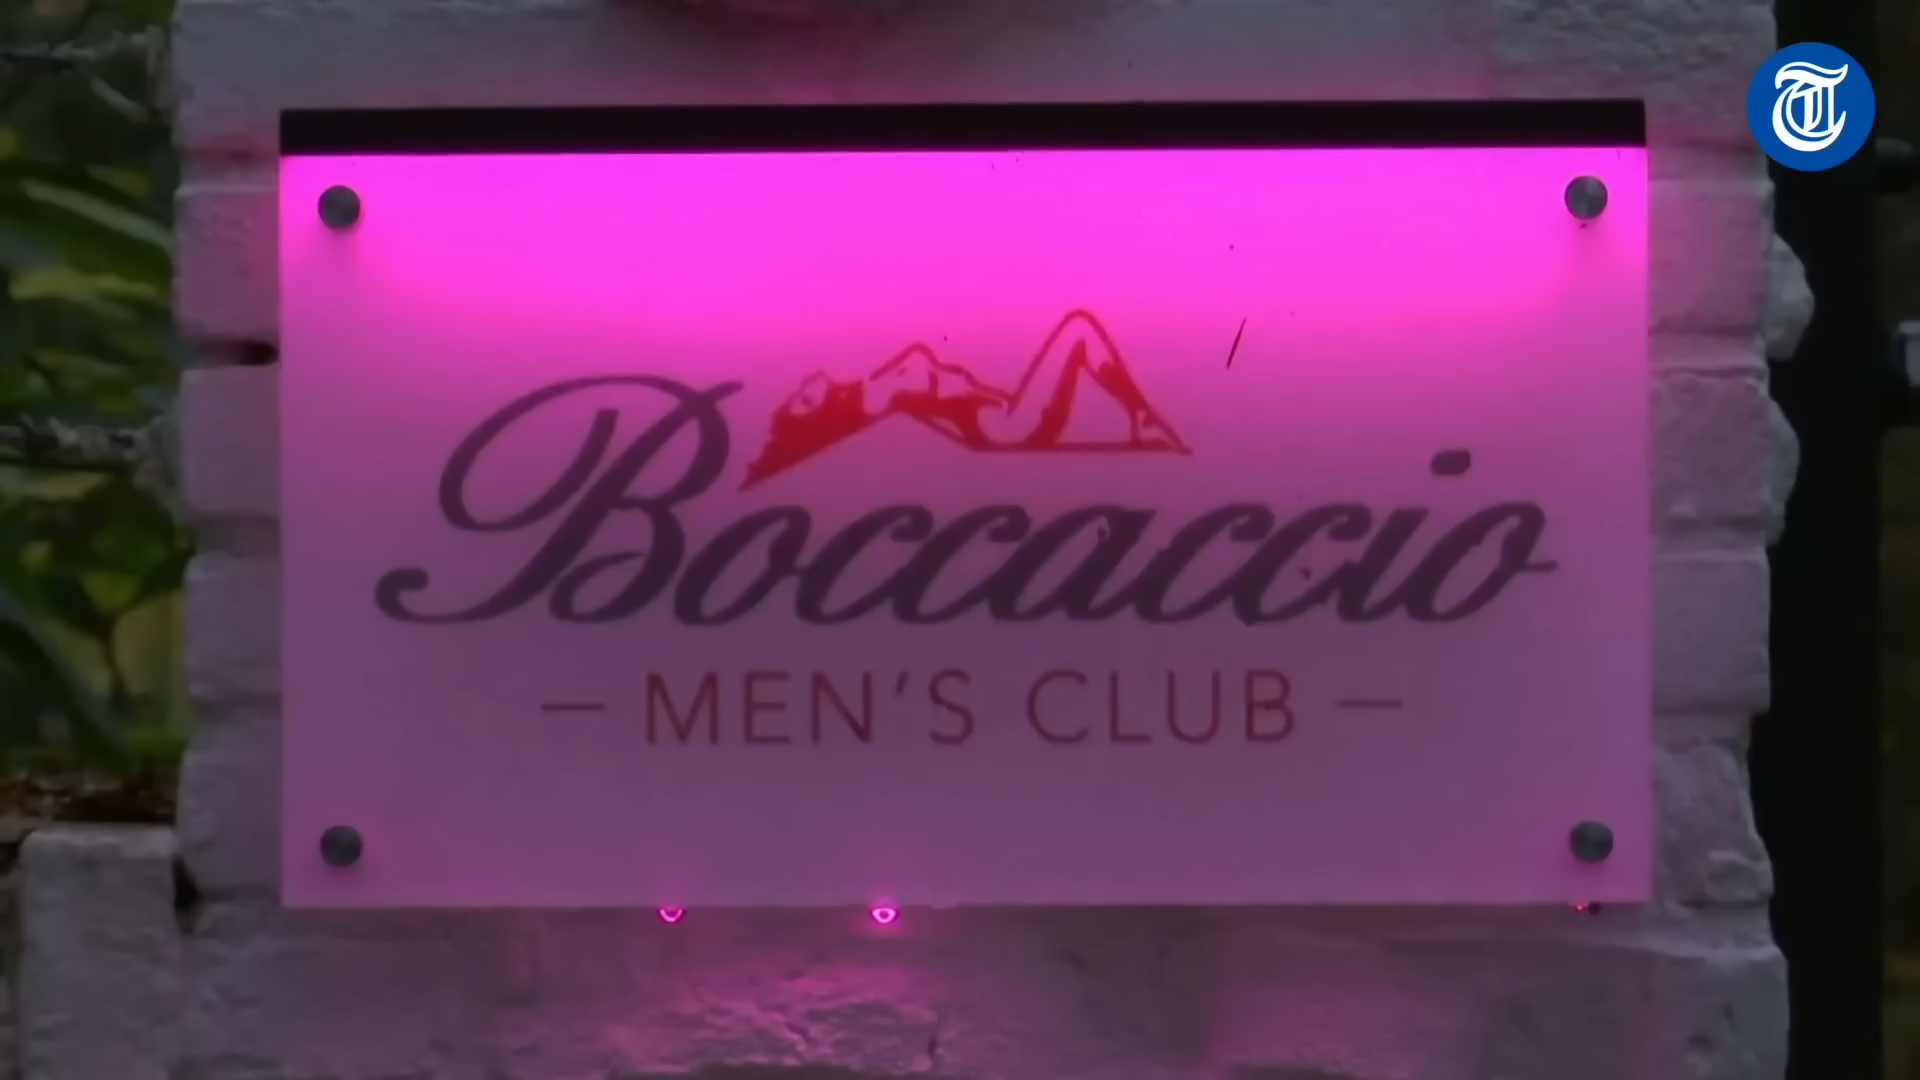 Boccaccio
— MEN'S CLUB —
T